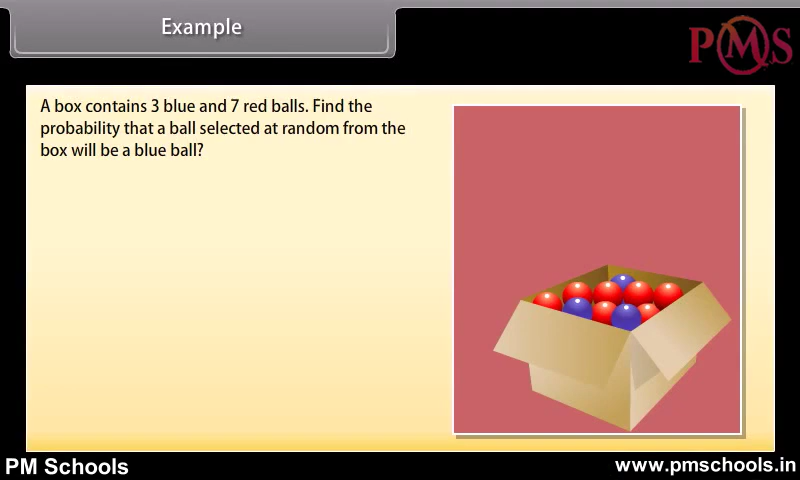 Example
PMS
A box contains 3 blue and 7 red balls. Find the
probability that a ball selected at random from the
box will be a blue ball?
PM Schools
www.pmschools.in